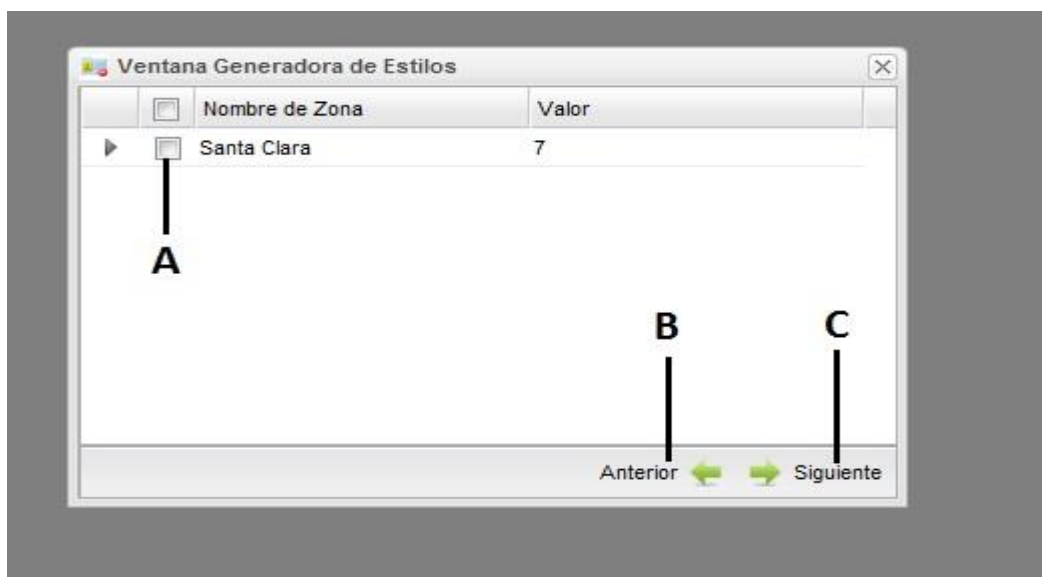 Ventana Generadora de Estilos
Nombre de Zona Valor
Santa Clara 7
A
B C
Anterior Siguiente